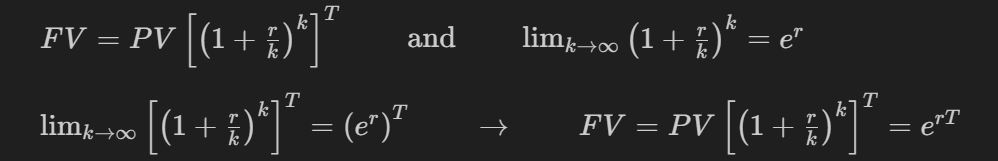 FV = PV [(1 + r/k)^k]^T and lim_{k→∞} (1 + r/k)^k = e^r
lim_{k→∞} [(1 + r/k)^k]^T = (e^r)^T → FV = PV [(1 + r/k)^k]^T = e^{rT}